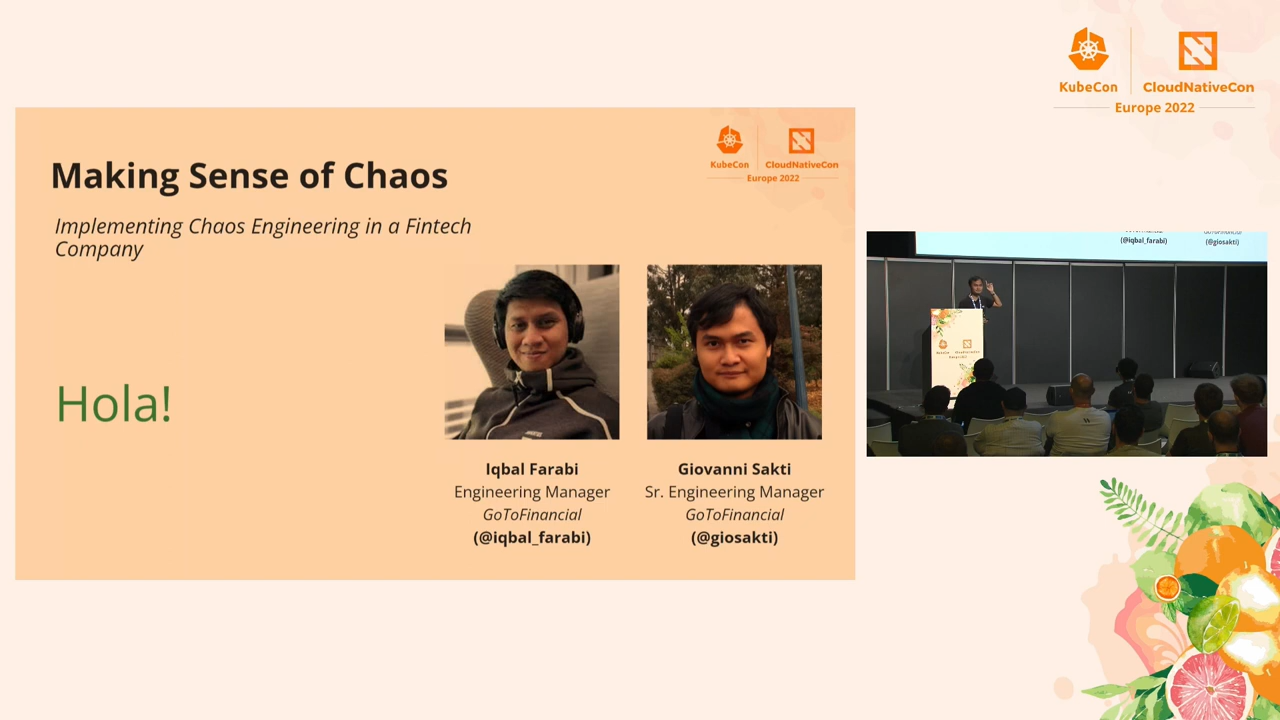 KubeCon
CloudNativeCon
Europe 2022
KubeCon
CloudNativeCon
Europe 2022
Making Sense of Chaos
Implementing Chaos Engineering in a Fintech
Company
Hola!
Iqbal Farabi
Engineering Manager
GoToFinancial
(@iqbal_farabi)
Giovanni Sakti
Sr. Engineering Manager
GoToFinancial
(@giosakti)
(@iqbal_farabi)
(@giosakti)